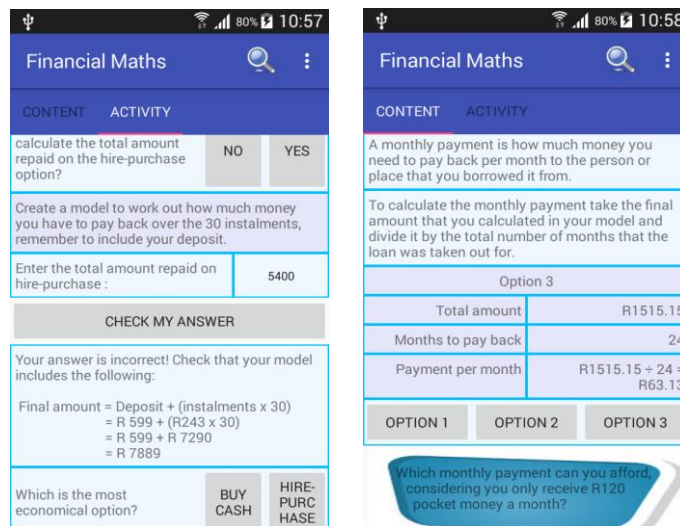 80% 10:57
Financial Maths
CONTENT ACTIVITY
calculate the total amount
repaid on the hire-purchase
option?
NO YES
Create a model to work out how much money
you have to pay back over the 30 instalments,
remember to include your deposit.
Enter the total amount repaid on
hire-purchase :
5400
CHECK MY ANSWER
Your answer is incorrect! Check that your model
includes the following:
Final amount = Deposit + (instalments x 30)
= R 599 + (R243 x 30)
= R 599 + R 7290
= R 7889
Which is the most
economical option?
BUY
CASH
HIRE-
PURC
HASE
80% 10:58
Financial Maths
CONTENT ACTIVITY
A monthly payment is how much money you
need to pay back per month to the person or
place that you borrowed it from.
To calculate the monthly payment take the final
amount that you calculated in your model and
divide it by the total number of months that the
loan was taken out for.
Option 3
Total amount R1515.15
Months to pay back 24
Payment per month R1515.15 ÷ 24 =
R63.13
OPTION 1 OPTION 2 OPTION 3
Which monthly payment can you afford,
considering you only receive R120
pocket money a month?